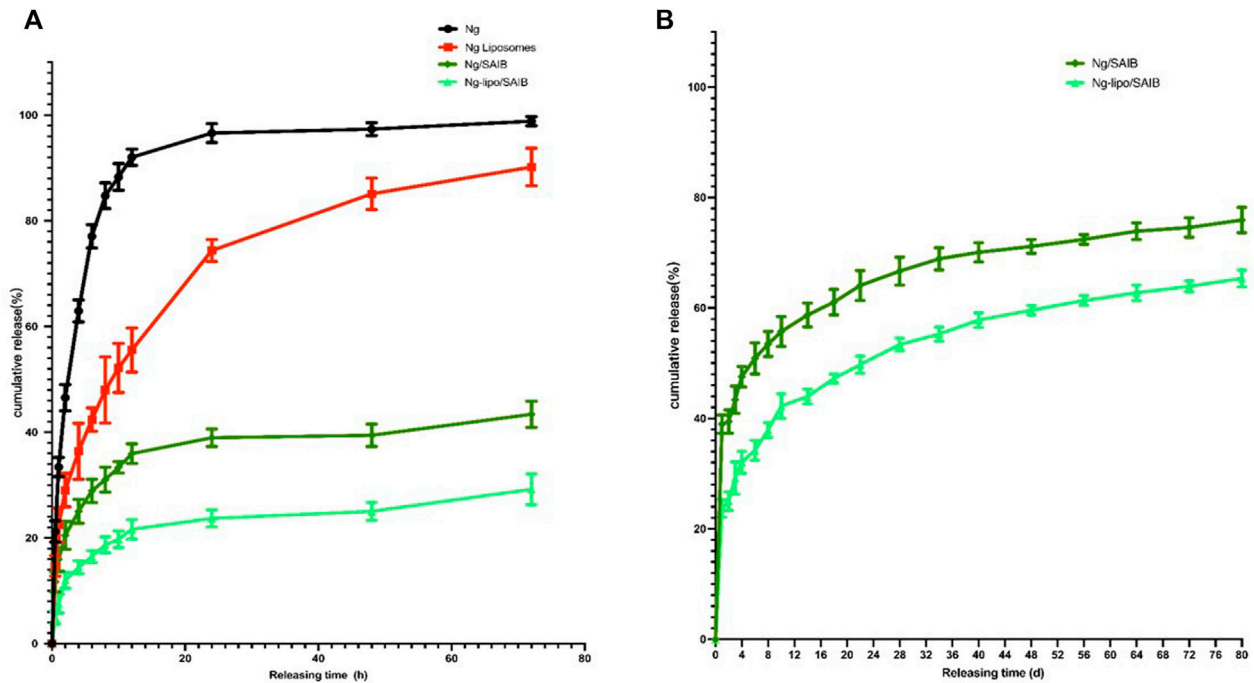 A
Ng
Ng Liposomes
Ng/SAIB
Ng-lipo/SAIB
100
80
60
40
20
0
cumulative release(%)
0 20 40 60 80
Releasing time (h)
B
Ng/SAIB
Ng-lipo/SAIB
100
80
60
40
20
0
cumulative release(%)
0 4 8 12 16 20 24 28 32 36 40 44 48 52 56 60 64 68 72 76 80
Releasing time (d)